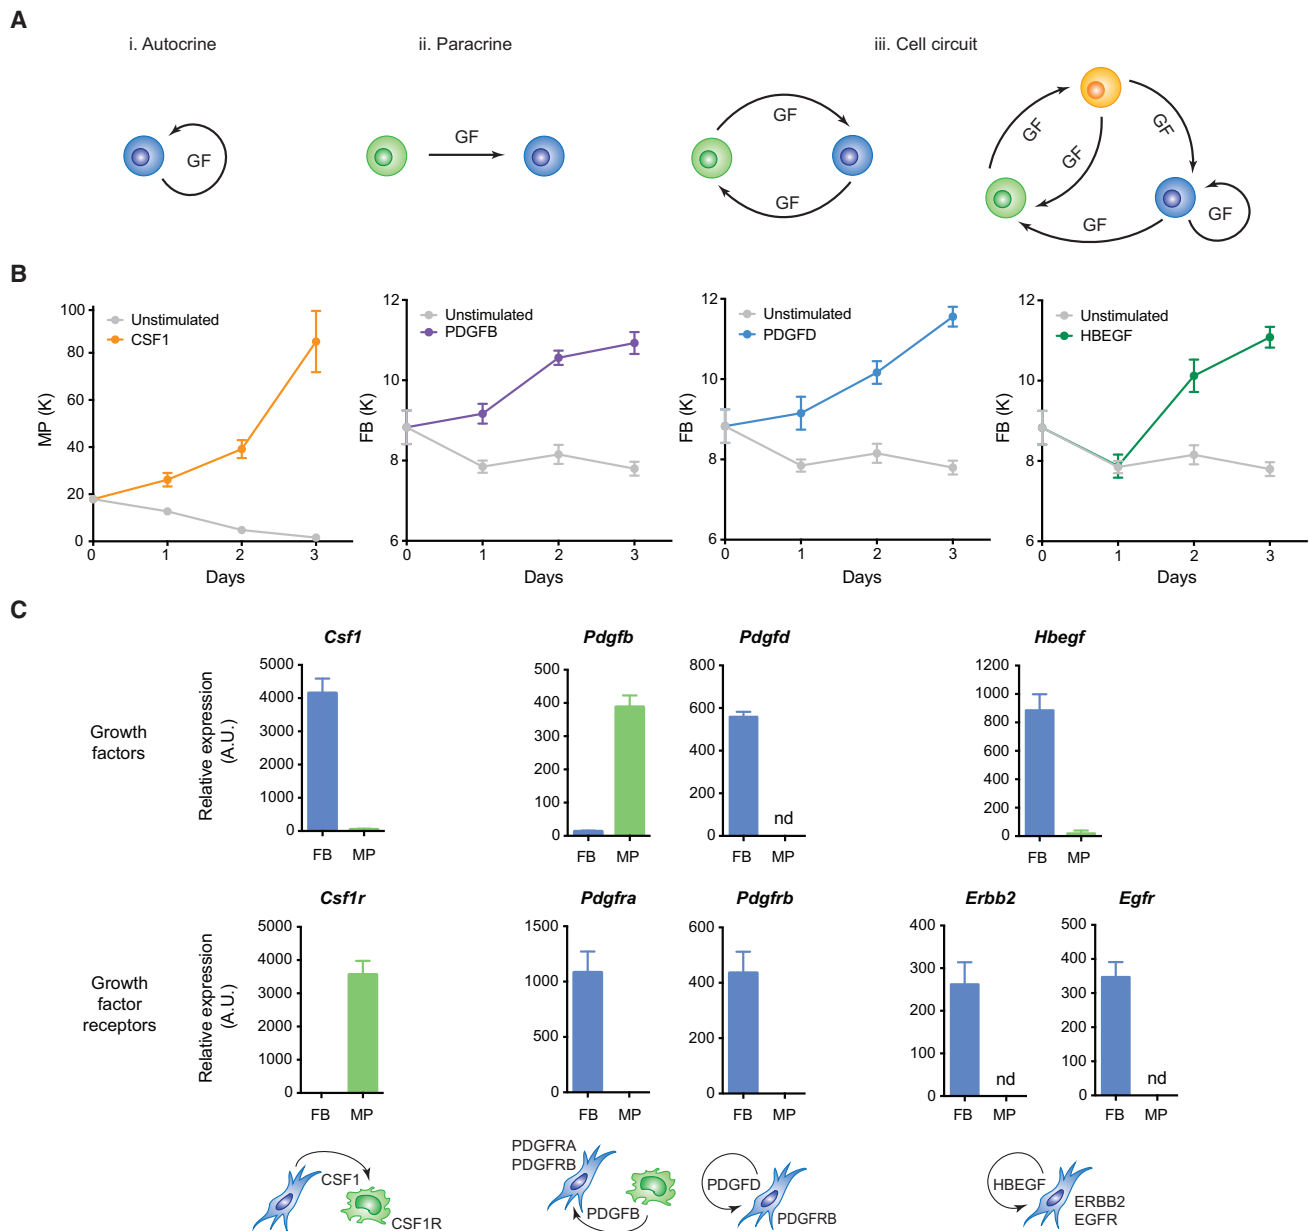 A
i. Autocrine
ii. Paracrine
iii. Cell circuit
GF
GF
GF
GF
GF
GF
GF
GF
GF
B
MP (K)
100
80
60
40
20
0
Unstimulated
CSF1
0 1 2 3
Days
FB (K)
12
10
8
6
Unstimulated
PDGFB
0 1 2 3
Days
FB (K)
12
10
8
6
Unstimulated
PDGFD
0 1 2 3
Days
FB (K)
12
10
8
6
Unstimulated
HBEGF
0 1 2 3
Days
C
Growth
factors
Relative expression
(A.U.)
Csf1
5000
4000
3000
2000
1000
0
FB MP
Pdgfb
500
400
300
200
100
0
FB MP
Pdgfd
800
600
400
200
0
nd
FB MP
Hbegf
1200
1000
800
600
400
200
0
FB MP
Growth
factor
receptors
Relative expression
(A.U.)
Csf1r
5000
4000
3000
2000
1000
0
FB MP
Pdgfra
1500
1000
500
0
FB MP
Pdgfrb
600
400
200
0
FB MP
Erbb2
400
300
200
100
0
nd
FB MP
Egfr
500
400
300
200
100
0
nd
FB MP
CSF1
CSF1R
PDGFRA
PDGFRB
PDGFB
PDGFD
PDGFRB
HBEGF
ERBB2
EGFR